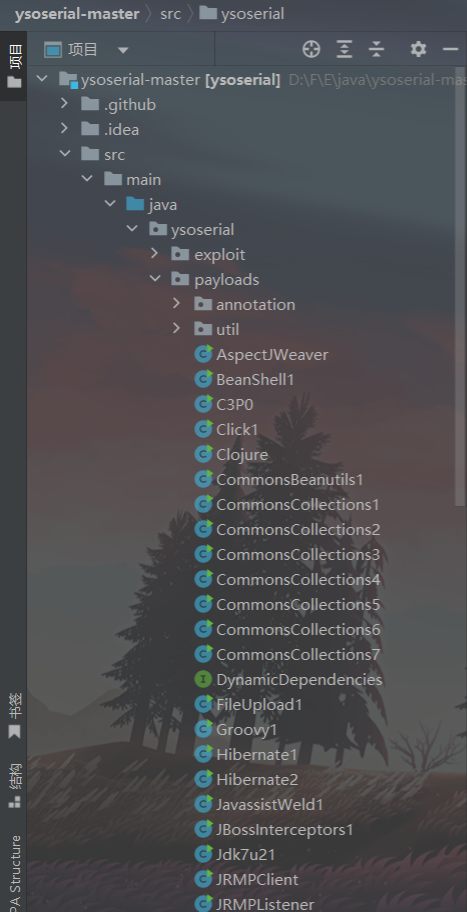 ysoserial-master 〉 src 〉 ysoserial
项目
项目
ysoserial-master [ysoserial] D:\F\E\java\ysoserial-mas
.github
.idea
src
main
java
ysoserial
exploit
payloads
annotation
util
AspectJWeaver
BeanShell1
C3P0
Click1
Clojure
CommonsBeanutils1
CommonsCollections1
CommonsCollections2
CommonsCollections3
CommonsCollections4
CommonsCollections5
CommonsCollections6
CommonsCollections7
DynamicDependencies
FileUpload1
Groovy1
Hibernate1
Hibernate2
JavassistWeld1
JBossInterceptors1
Jdk7u21
JRMPClient
JRMPListener
书签
结构
PA Structure